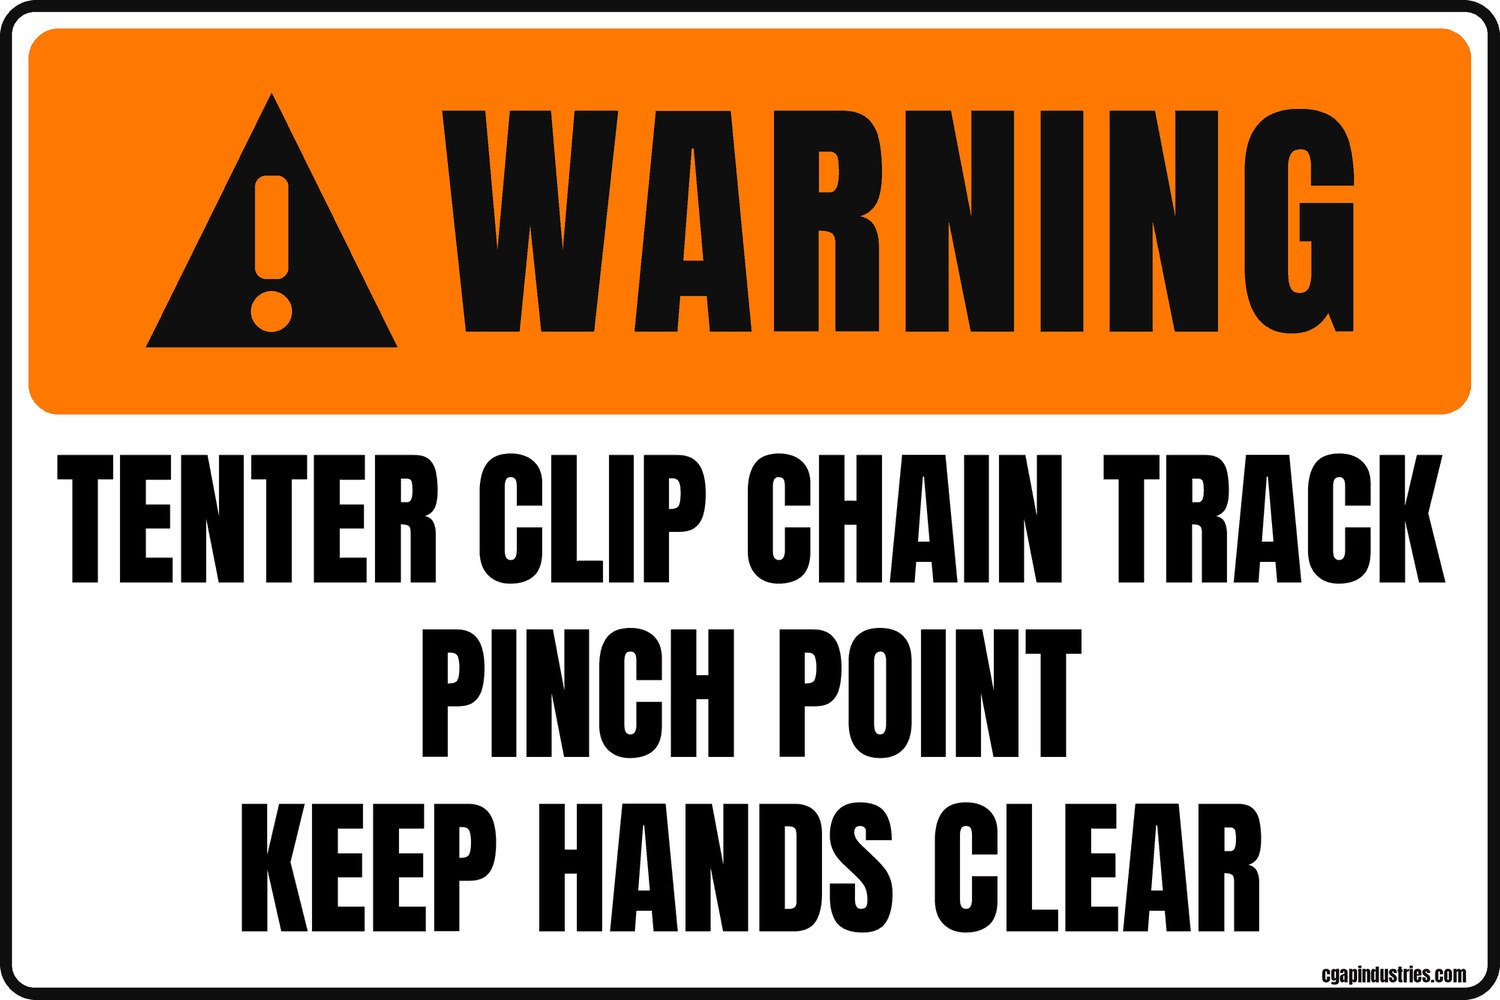 WARNING
TENTER CLIP CHAIN TRACK
PINCH POINT
KEEP HANDS CLEAR
cgapindustries.com